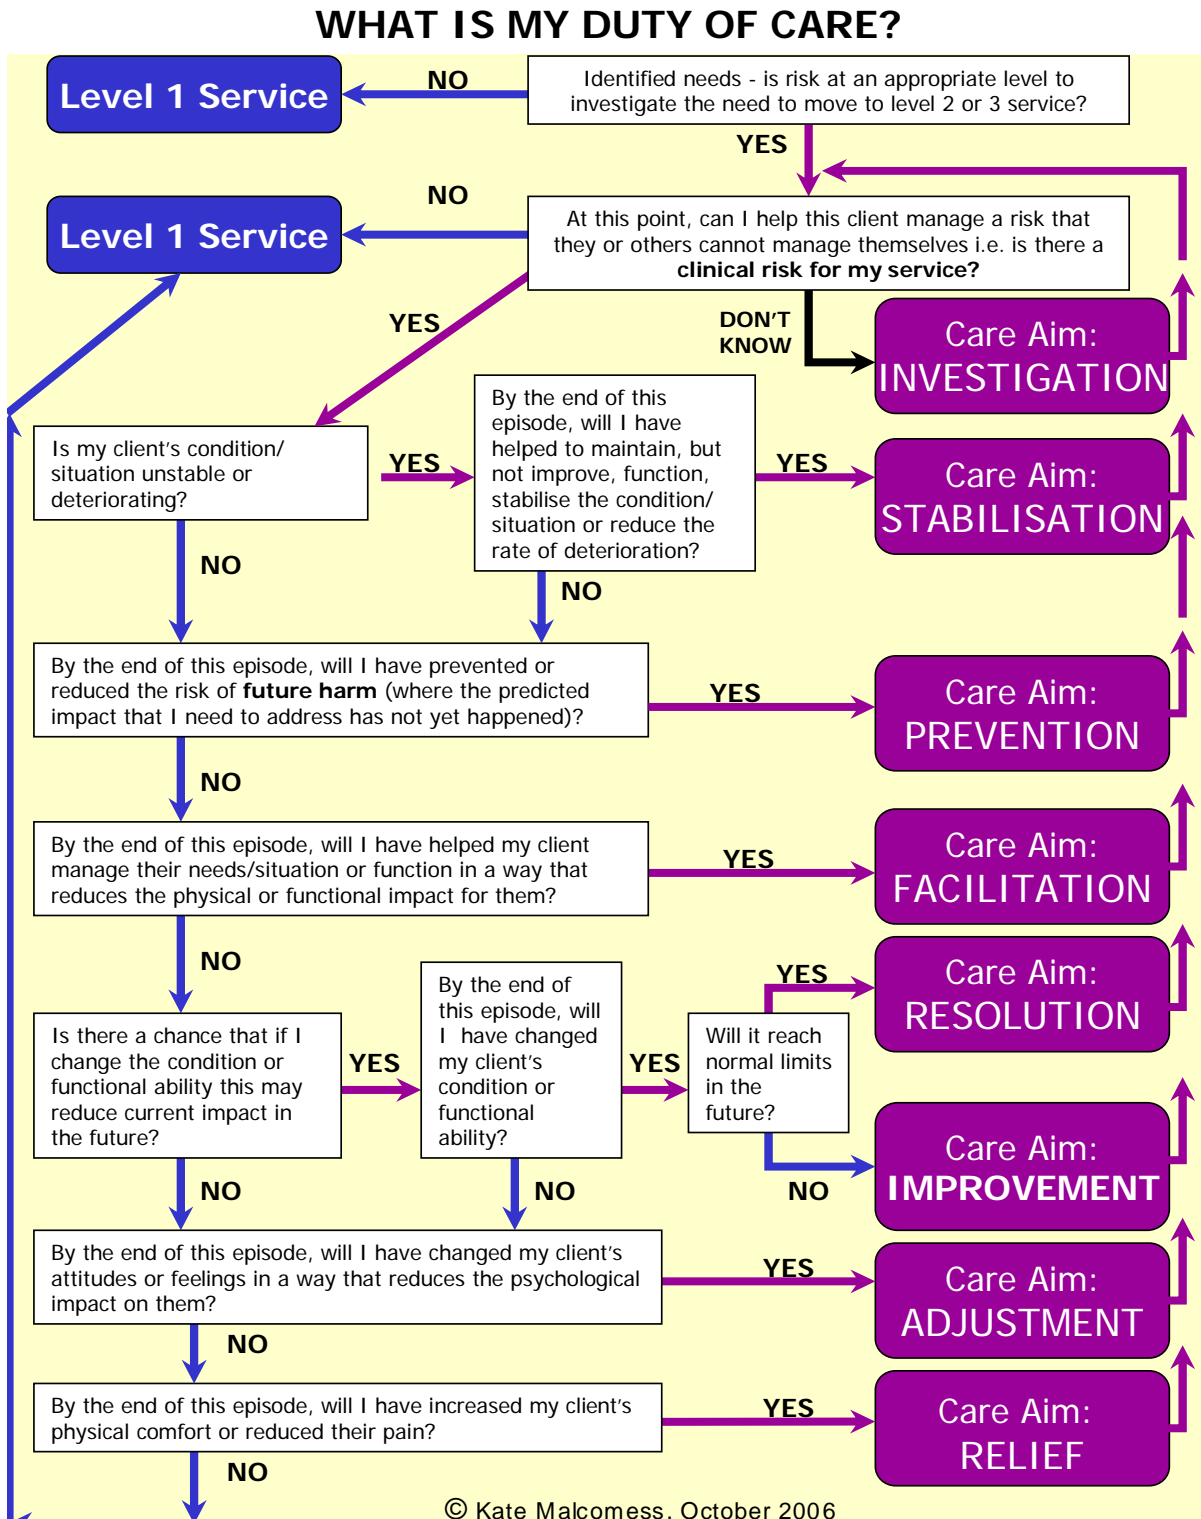 WHAT IS MY DUTY OF CARE?
Level 1 Service
NO
Identified needs - is risk at an appropriate level to
investigate the need to move to level 2 or 3 service?
YES
Level 1 Service
NO
At this point, can I help this client manage a risk that
they or others cannot manage themselves i.e. is there a
clinical risk for my service?
YES
DON'T
KNOW
Care Aim:
INVESTIGATION
Is my client's condition/
situation unstable or
deteriorating?
YES
By the end of this
episode, will I have
helped to maintain, but
not improve, function,
stabilise the condition/
situation or reduce the
rate of deterioration?
YES
Care Aim:
STABILISATION
NO
NO
By the end of this episode, will I have prevented or
reduced the risk of future harm (where the predicted
impact that I need to address has not yet happened)?
YES
Care Aim:
PREVENTION
NO
By the end of this episode, will I have helped my client
manage their needs/situation or function in a way that
reduces the physical or functional impact for them?
YES
Care Aim:
FACILITATION
NO
Is there a chance that if I
change the condition or
functional ability this may
reduce current impact in
the future?
YES
By the end of
this episode, will
I have changed
my client's
condition or
functional
ability?
YES
Will it reach
normal limits
in the
future?
YES
Care Aim:
RESOLUTION
NO
Care Aim:
IMPROVEMENT
NO
NO
By the end of this episode, will I have changed my client's
attitudes or feelings in a way that reduces the psychological
impact on them?
YES
Care Aim:
ADJUSTMENT
NO
By the end of this episode, will I have increased my client's
physical comfort or reduced their pain?
YES
Care Aim:
RELIEF
NO
© Kate Malcomess, October 2006